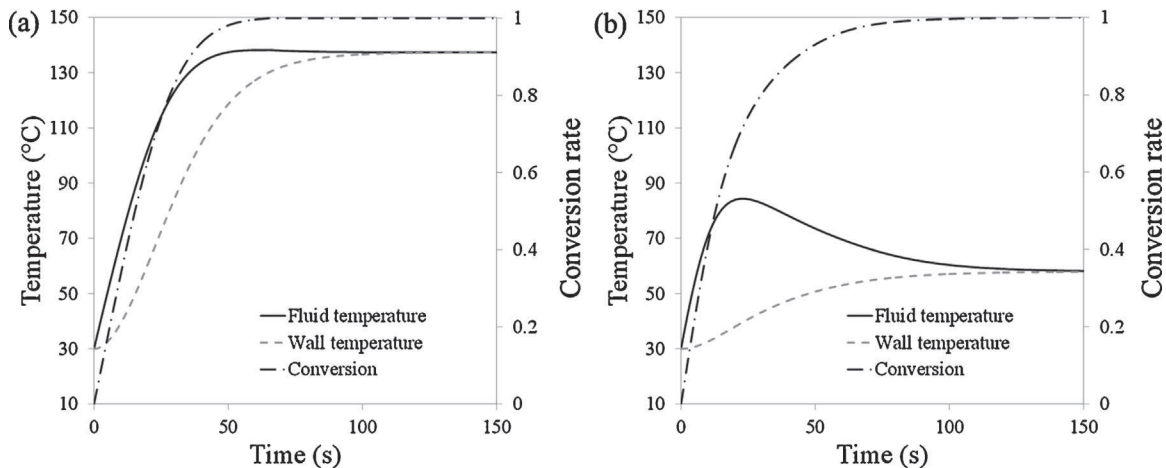 (a)
Temperature (°C)
150
130
110
90
70
50
30
10
0
50
100
150
Time (s)
1
0.8
0.6
0.4
0.2
0
Conversion rate
Fluid temperature
Wall temperature
Conversion
(b)
Temperature (°C)
150
130
110
90
70
50
30
10
0
50
100
150
Time (s)
1
0.8
0.6
0.4
0.2
0
Conversion rate
Fluid temperature
Wall temperature
Conversion